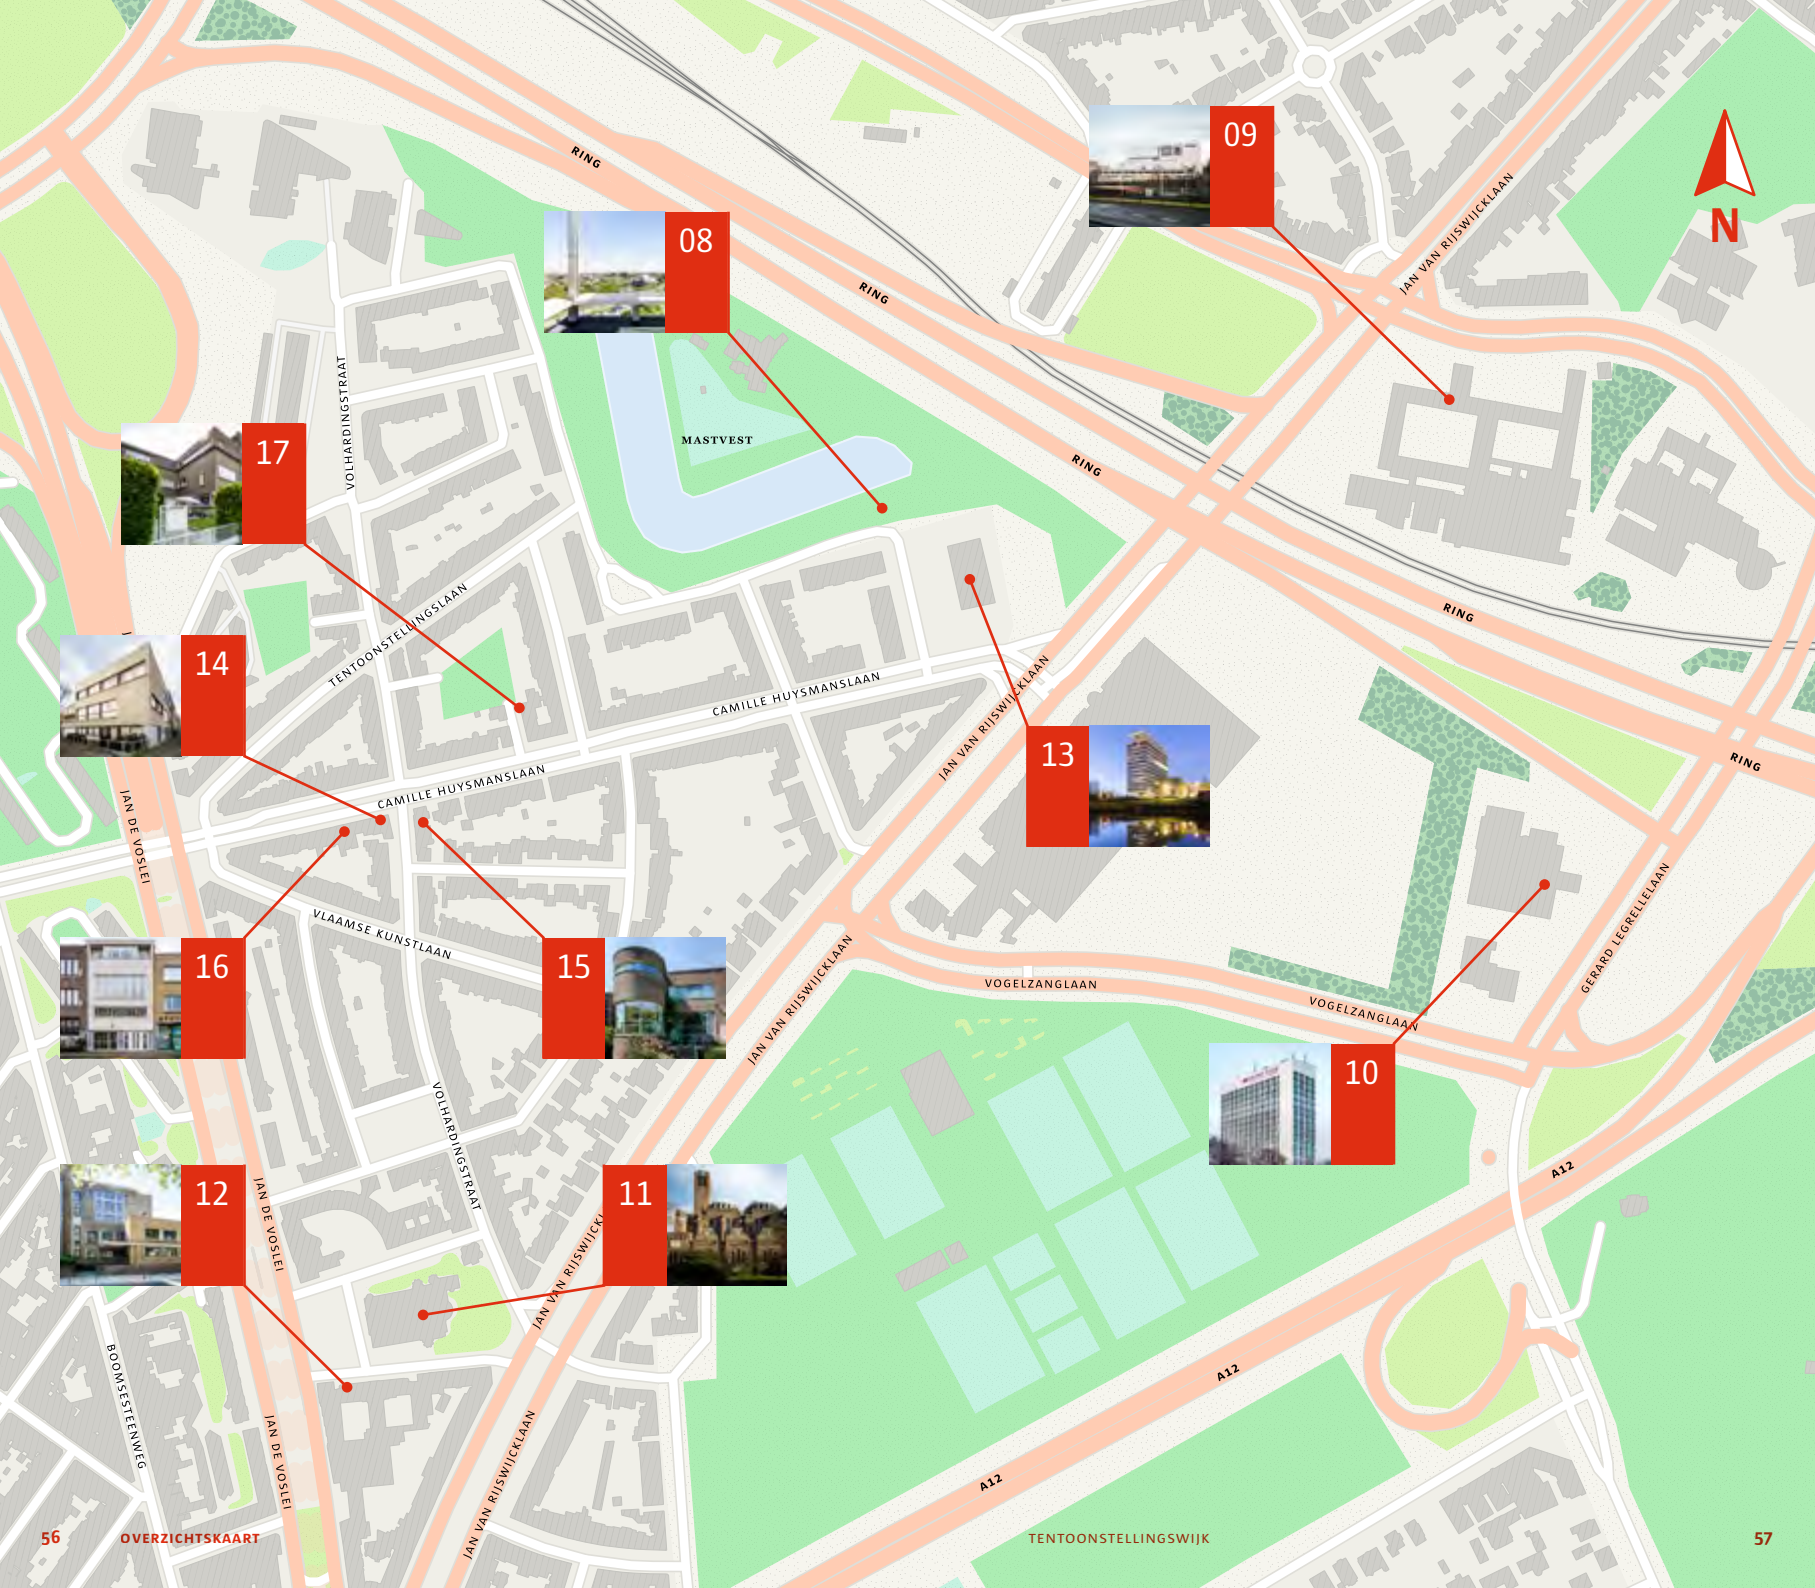 RING
09
JAN VAN RIJSWIJCKLAAN
N
08
RING
VOLHARDINGSTRAAT
17
MASTVEST
RING
TENTOONSTELLINGSLAAN
RING
14
CAMILLE HUYSMANSLAAN
JAN VAN RIJSWIJCKLAAN
13
RING
CAMILLE HUYSMANSLAAN
JAN DE VOSLEI
GERARD LEGRELLELAAN
VLAAMSE KUNSTLAAN
16
15
JAN VAN RIJSWIJCKLAAN
VOGELZANGLAAN
VOGELZANGLAAN
10
VOLHARDINGSTRAAT
12
JAN DE VOSLEI
11
JAN VAN RIJSWIJCKL
A12
BOOMSESTEENWEG
A12
JAN DE VOSLEI
JAN VAN RIJSWIJCKLAAN
A12
56 OVERZICHTSKAART
TENTOONSTELLINGSWIJK 57